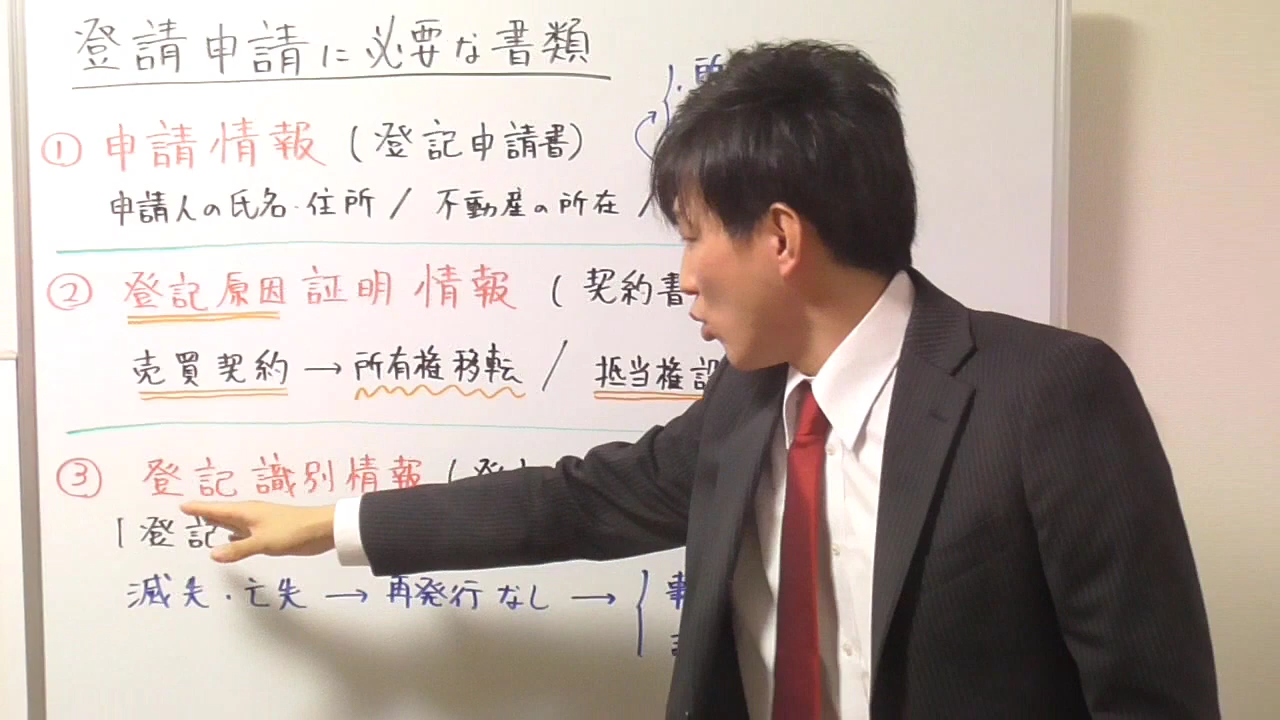 登請申請に必要な書類
① 申請情報 (登記申請書)
申請人の氏名・住所 / 不動産の所在 /
② 登記原因証明情報 (契約書
売買契約 → 所有権移転 / 抵当権設
③ 登記識別情報 (登
1登記
滅失・亡失 → 再発行なし → 事